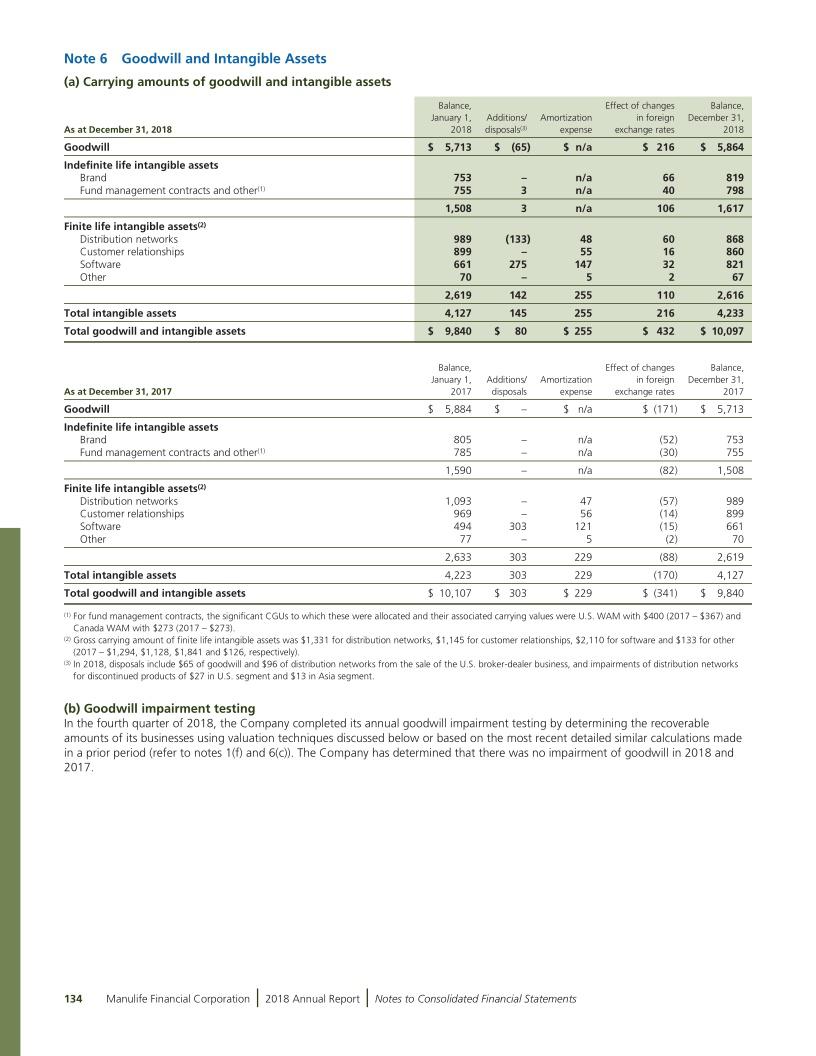 Note 6 Goodwill and Intangible Assets
(a) Carrying amounts of goodwill and intangible assets
As at December 31, 2018 Balance, January 1, 2018 Additions/ disposals(3) Amortization expense Effect of changes in foreign exchange rates Balance, December 31, 2018
Goodwill $ 5,713 $ (65) $ n/a $ 216 $ 5,864
Indefinite life intangible assets
Brand 753 – n/a 66 819
Fund management contracts and other(1) 755 3 n/a 40 798
1,508 3 n/a 106 1,617
Finite life intangible assets(2)
Distribution networks 989 (133) 48 60 868
Customer relationships 899 – 55 16 860
Software 661 275 147 32 821
Other 70 – 5 2 67
2,619 142 255 110 2,616
Total intangible assets 4,127 145 255 216 4,233
Total goodwill and intangible assets $ 9,840 $ 80 $ 255 $ 432 $ 10,097
As at December 31, 2017 Balance, January 1, 2017 Additions/ disposals Amortization expense Effect of changes in foreign exchange rates Balance, December 31, 2017
Goodwill $ 5,884 $ – $ n/a $ (171) $ 5,713
Indefinite life intangible assets
Brand 805 – n/a (52) 753
Fund management contracts and other(1) 785 – n/a (30) 755
1,590 – n/a (82) 1,508
Finite life intangible assets(2)
Distribution networks 1,093 – 47 (57) 989
Customer relationships 969 – 56 (14) 899
Software 494 303 121 (15) 661
Other 77 – 5 (2) 70
2,633 303 229 (88) 2,619
Total intangible assets 4,223 303 229 (170) 4,127
Total goodwill and intangible assets $ 10,107 $ 303 $ 229 $ (341) $ 9,840
(1) For fund management contracts, the significant CGUs to which these were allocated and their associated carrying values were U.S. WAM with $400 (2017 – $367) and
Canada WAM with $273 (2017 – $273).
(2) Gross carrying amount of finite life intangible assets was $1,331 for distribution networks, $1,145 for customer relationships, $2,110 for software and $133 for other
(2017 – $1,294, $1,128, $1,841 and $126, respectively).
(3) In 2018, disposals include $65 of goodwill and $96 of distribution networks from the sale of the U.S. broker-dealer business, and impairments of distribution networks
for discontinued products of $27 in U.S. segment and $13 in Asia segment.
(b) Goodwill impairment testing
In the fourth quarter of 2018, the Company completed its annual goodwill impairment testing by determining the recoverable
amounts of its businesses using valuation techniques discussed below or based on the most recent detailed similar calculations made
in a prior period (refer to notes 1(f) and 6(c)). The Company has determined that there was no impairment of goodwill in 2018 and
2017.
134 Manulife Financial Corporation | 2018 Annual Report | Notes to Consolidated Financial Statements